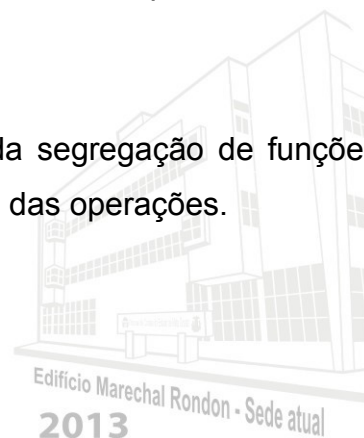 da segregação de funçõe
das operações.
Edifício Marechal Rondon - Sede atual
2013